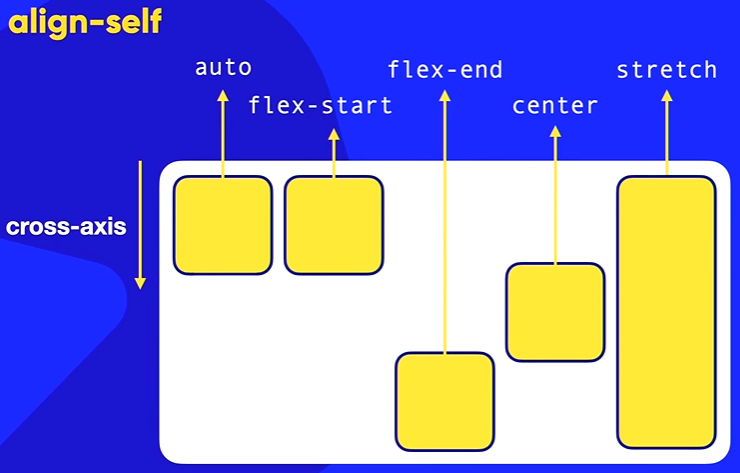 align-self
auto
flex-end
stretch
flex-start
center
cross-axis